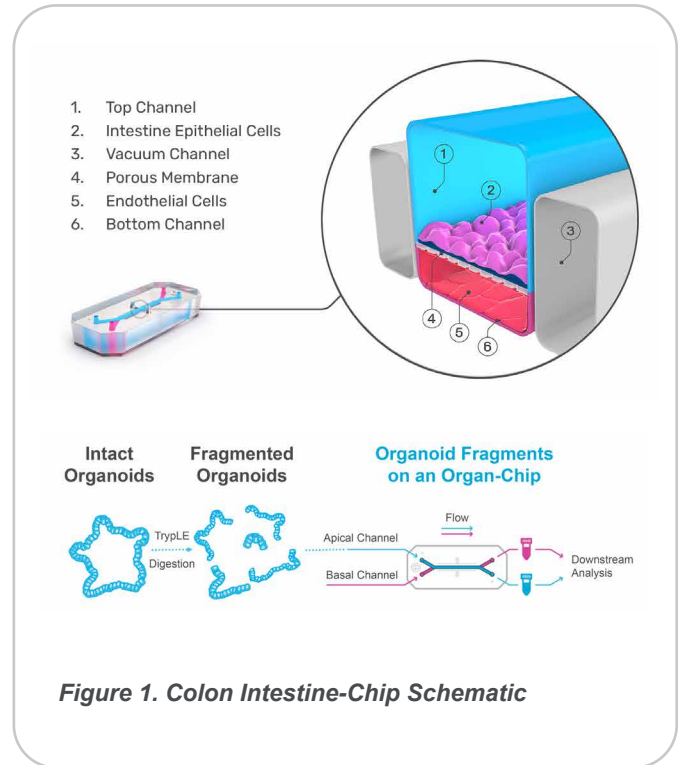 1. Top Channel
2. Intestine Epithelial Cells
3. Vacuum Channel
4. Porous Membrane
5. Endothelial Cells
6. Bottom Channel
1
2
3
4
5
6
Intact
Organoids
Fragmented
Organoids
Organoid Fragments
on an Organ-Chip
TrypLE
Digestion
Apical Channel
Basal Channel
Flow
Downstream
Analysis
Figure 1. Colon Intestine-Chip Schematic